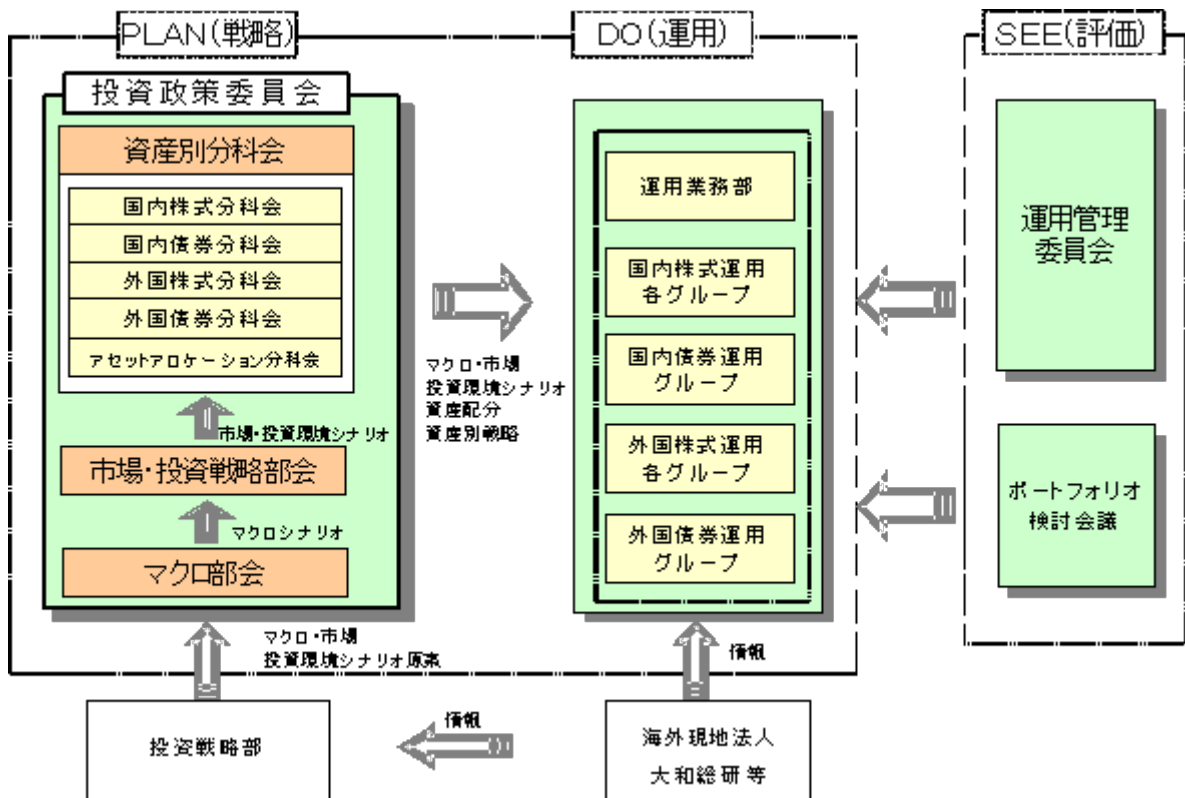 PLAN(戦略)
投資政策委員会
資産別分科会
国内株式分科会
国内債券分科会
外国株式分科会
外国債券分科会
アセットアロケーション分科会
市場・投資環境シナリオ
市場・投資戦略部会
マクロシナリオ
マクロ部会
マクロ・市場
投資環境シナリオ原案
投資戦略部
マクロ・市場
投資環境シナリオ
資産配分
資産別戦略
DO(運用)
運用業務部
国内株式運用
各グループ
国内債券運用
グループ
外国株式運用
各グループ
外国債券運用
グループ
情報
情報
海外現地法人
大和総研等
SEE(評価)
運用管理
委員会
ポートフォリオ
検討会議